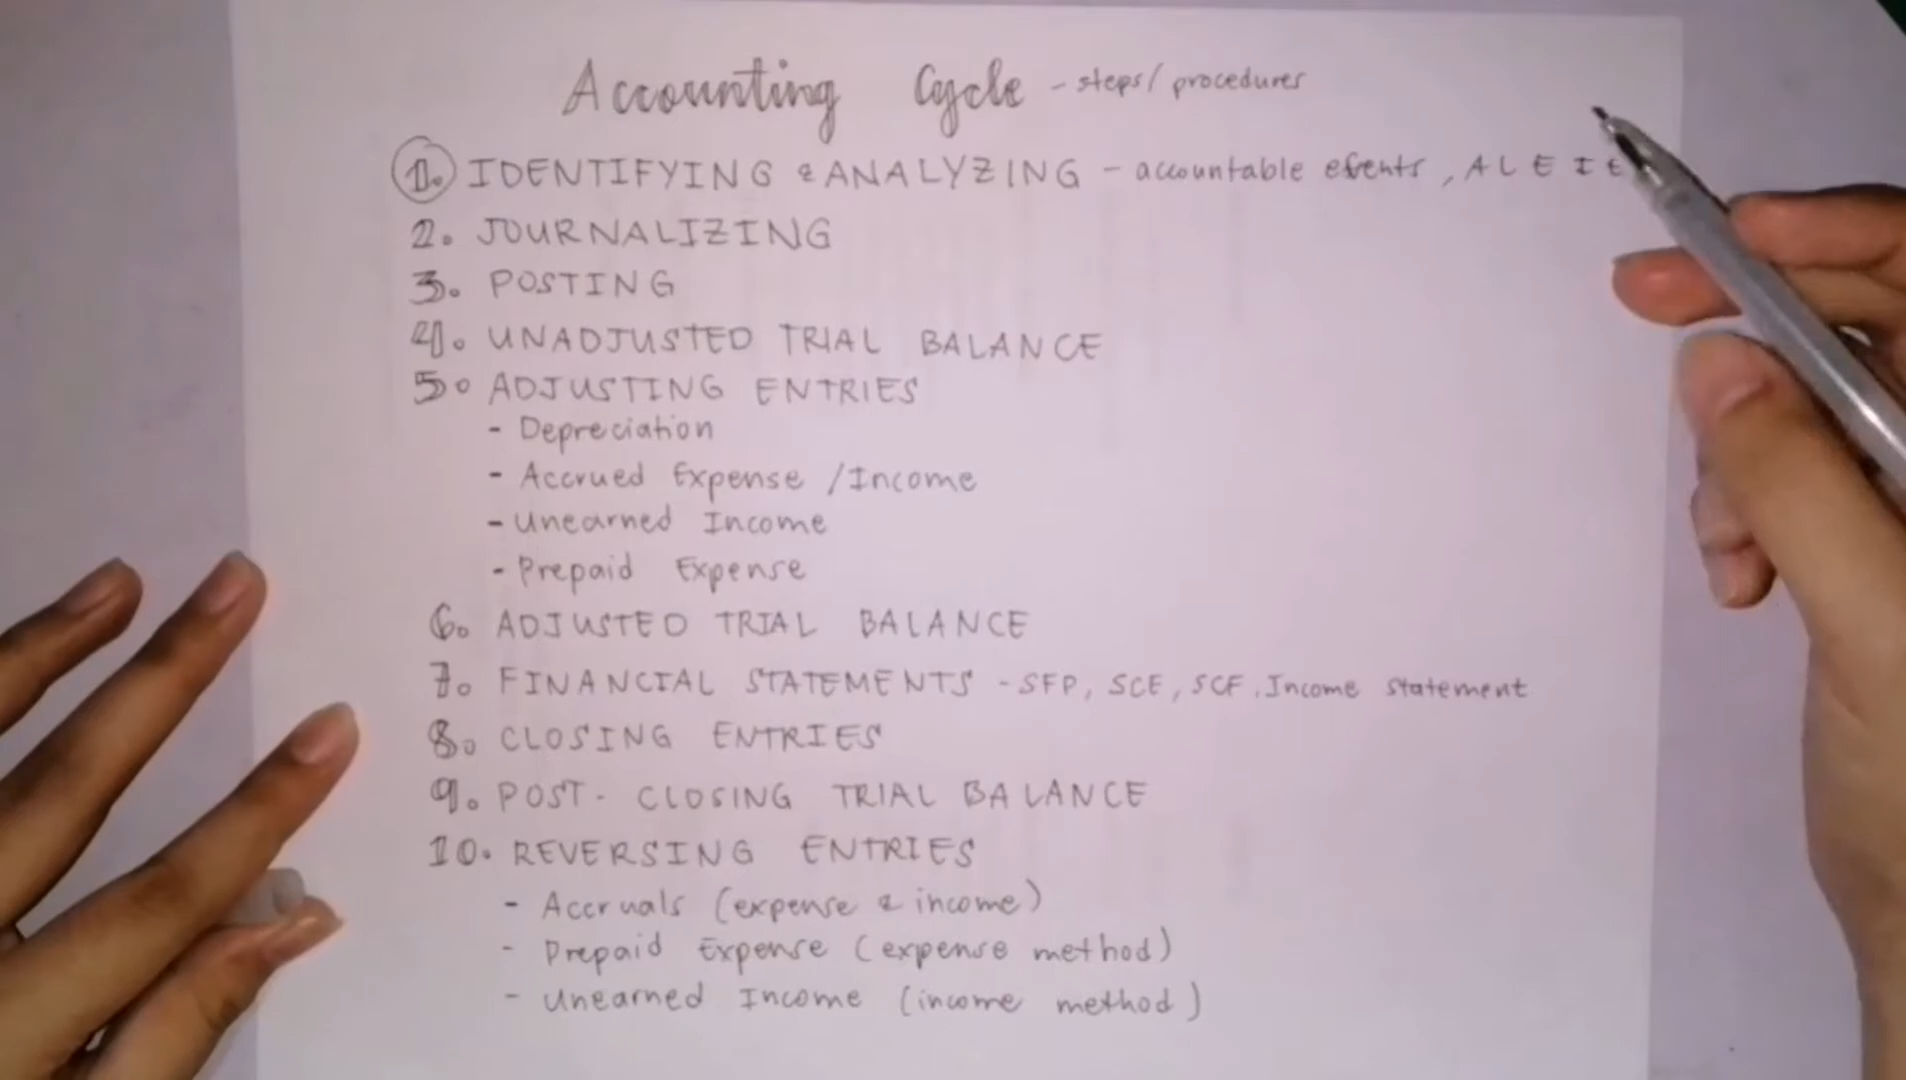 Accounting Cycle - steps/procedures
1. IDENTIFYING & ANALYZING - accountable events, A L E I E
2. JOURNALIZING
3. POSTING
4. UNADJUSTED TRIAL BALANCE
5. ADJUSTING ENTRIES
- Depreciation
- Accrued Expense /Income
- Unearned Income
- Prepaid Expense
6. ADJUSTED TRIAL BALANCE
7. FINANCIAL STATEMENTS - SFP, SCE, SCF, Income Statement
8. CLOSING ENTRIES
9. POST-CLOSING TRIAL BALANCE
10. REVERSING ENTRIES
- Accruals (expense & income)
- Prepaid Expense (expense method)
- Unearned Income (income method)